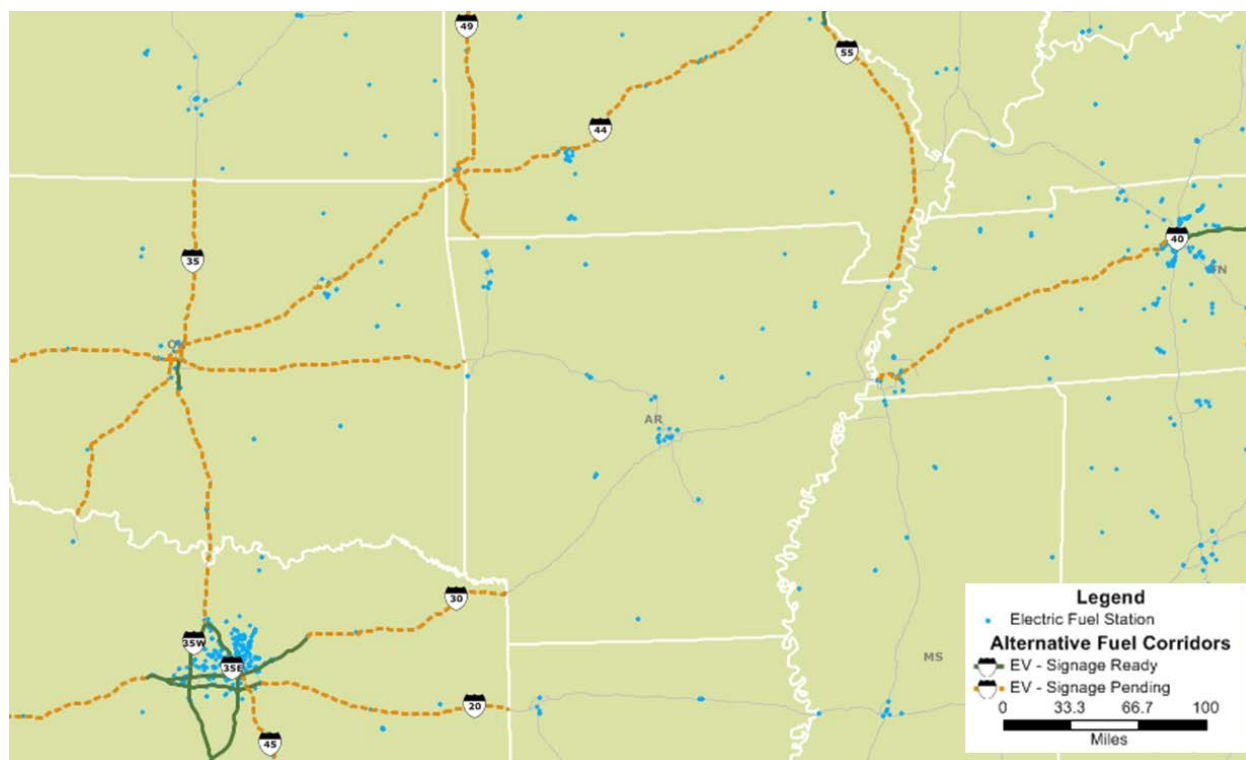 49
55
44
40
TN
35
AR
30
35W
35E
20
45
MS
Legend
Electric Fuel Station
Alternative Fuel Corridors
EV - Signage Ready
EV - Signage Pending
0 33.3 66.7 100
Miles